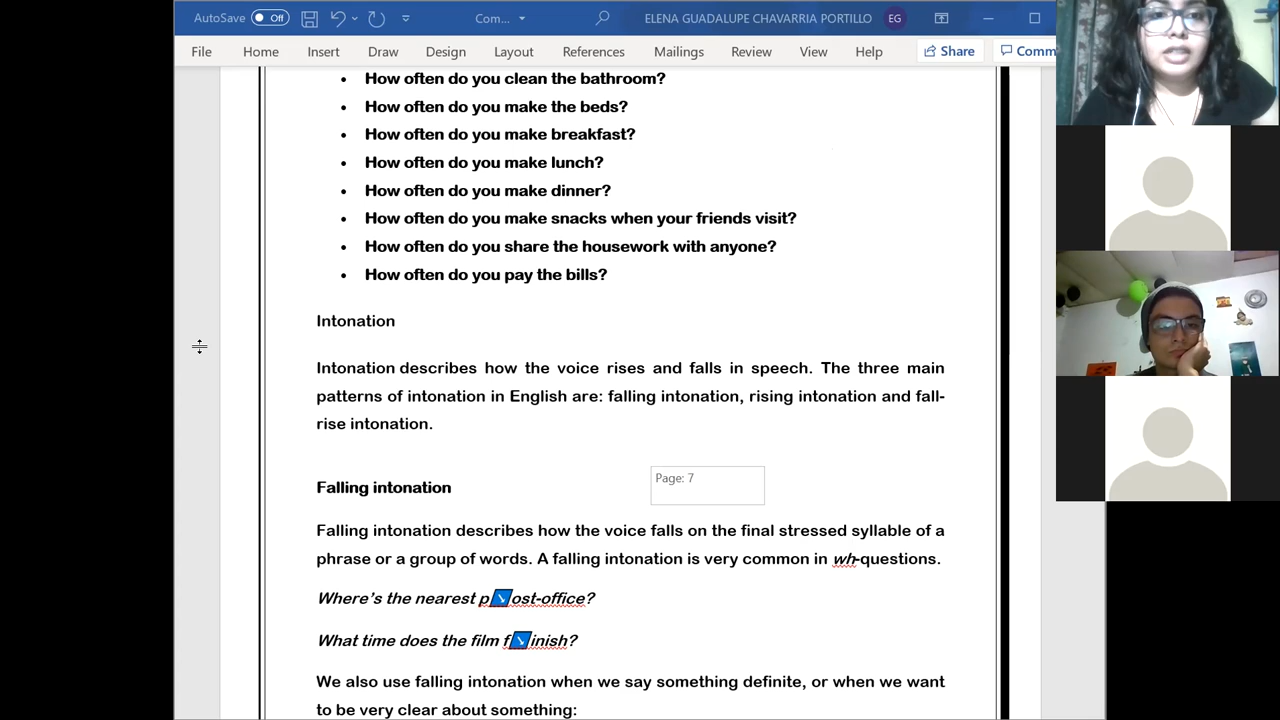 AutoSave Off Com... ELENA GUADALUPE CHAVARRIA PORTILLO EG
File Home Insert Draw Design Layout References Mailings Review View Help Share Comm
• How often do you clean the bathroom?
• How often do you make the beds?
• How often do you make breakfast?
• How often do you make lunch?
• How often do you make dinner?
• How often do you make snacks when your friends visit?
• How often do you share the housework with anyone?
• How often do you pay the bills?
Intonation
Intonation describes how the voice rises and falls in speech. The three main
patterns of intonation in English are: falling intonation, rising intonation and fall-
rise intonation.
Page: 7
Falling intonation
Falling intonation describes how the voice falls on the final stressed syllable of a
phrase or a group of words. A falling intonation is very common in wh-questions.
Where's the nearest p↘ost-office?
What time does the film f↘inish?
We also use falling intonation when we say something definite, or when we want
to be very clear about something: